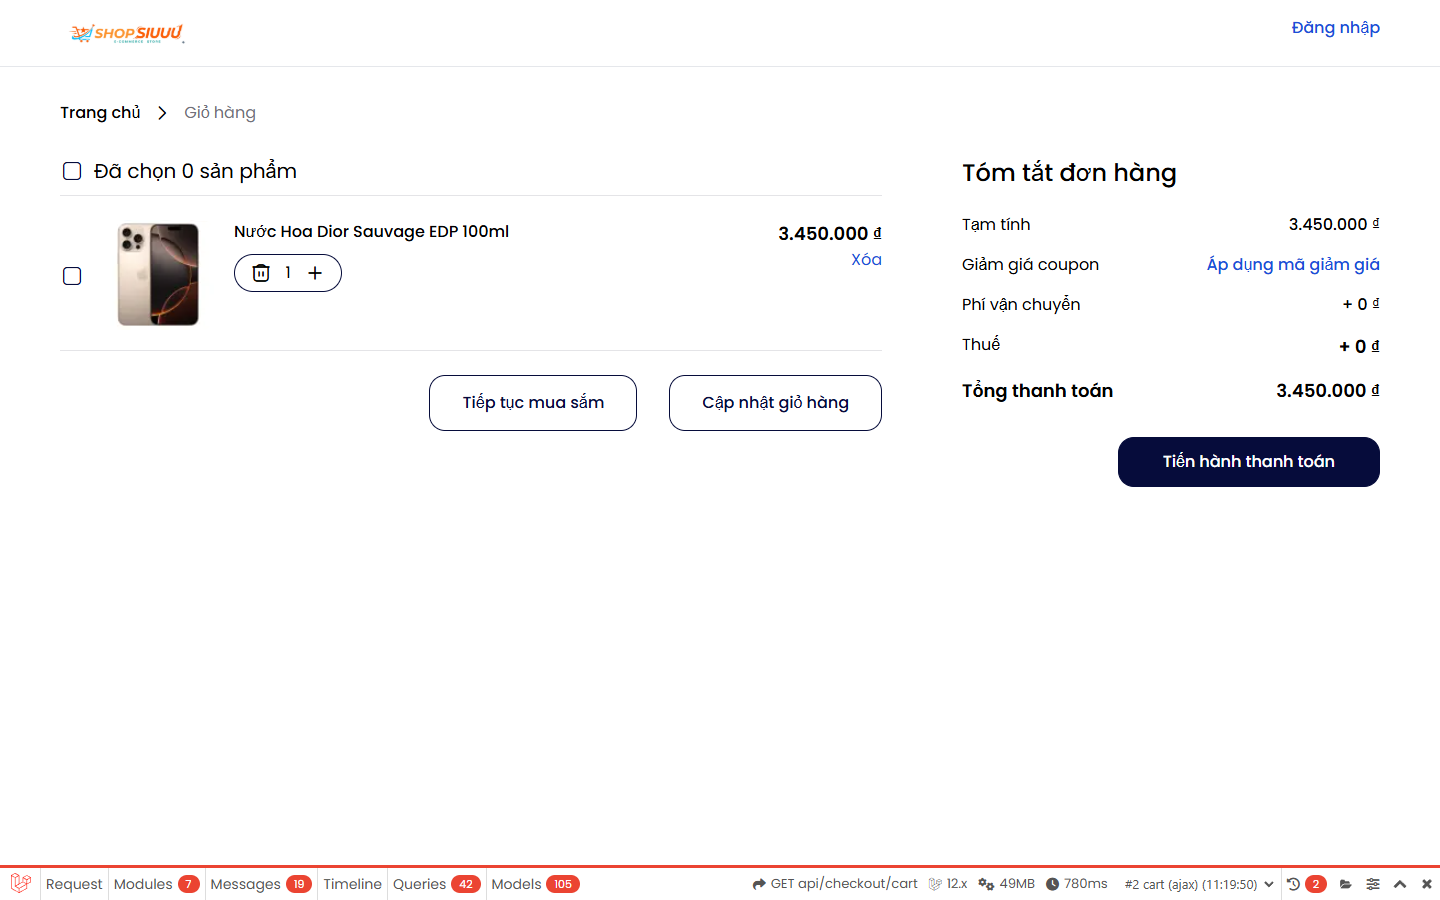 SHOPSIUUU
E-COMMERCE STORE
Đăng nhập
Trang chủ > Giỏ hàng
Đã chọn 0 sản phẩm
Nước Hoa Dior Sauvage EDP 100ml
3.450.000 ₫
1 +
Xóa
Tiếp tục mua sắm
Cập nhật giỏ hàng
Tóm tắt đơn hàng
Tạm tính 3.450.000 ₫
Giảm giá coupon Áp dụng mã giảm giá
Phí vận chuyển + 0 ₫
Thuế + 0 ₫
Tổng thanh toán 3.450.000 ₫
Tiến hành thanh toán
Request Modules 7 Messages 19 Timeline Queries 42 Models 105 GET api/checkout/cart 12.x 49MB 780ms #2 cart (ajax) (11:19:50) 2